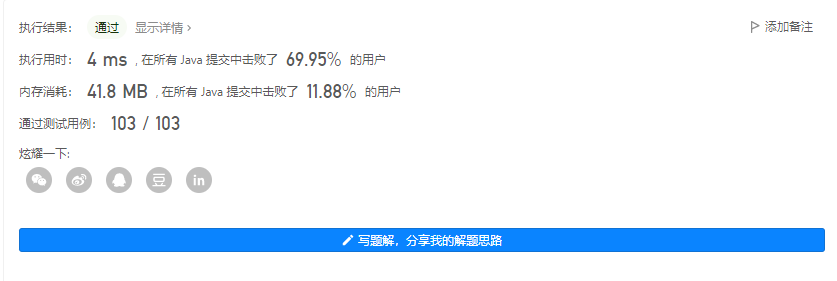 执行结果： 通过 显示详情 › 添加备注
执行用时： 4 ms , 在所有 Java 提交中击败了 69.95% 的用户
内存消耗： 41.8 MB , 在所有 Java 提交中击败了 11.88% 的用户
通过测试用例： 103 / 103
炫耀一下:
豆 in
写题解，分享我的解题思路